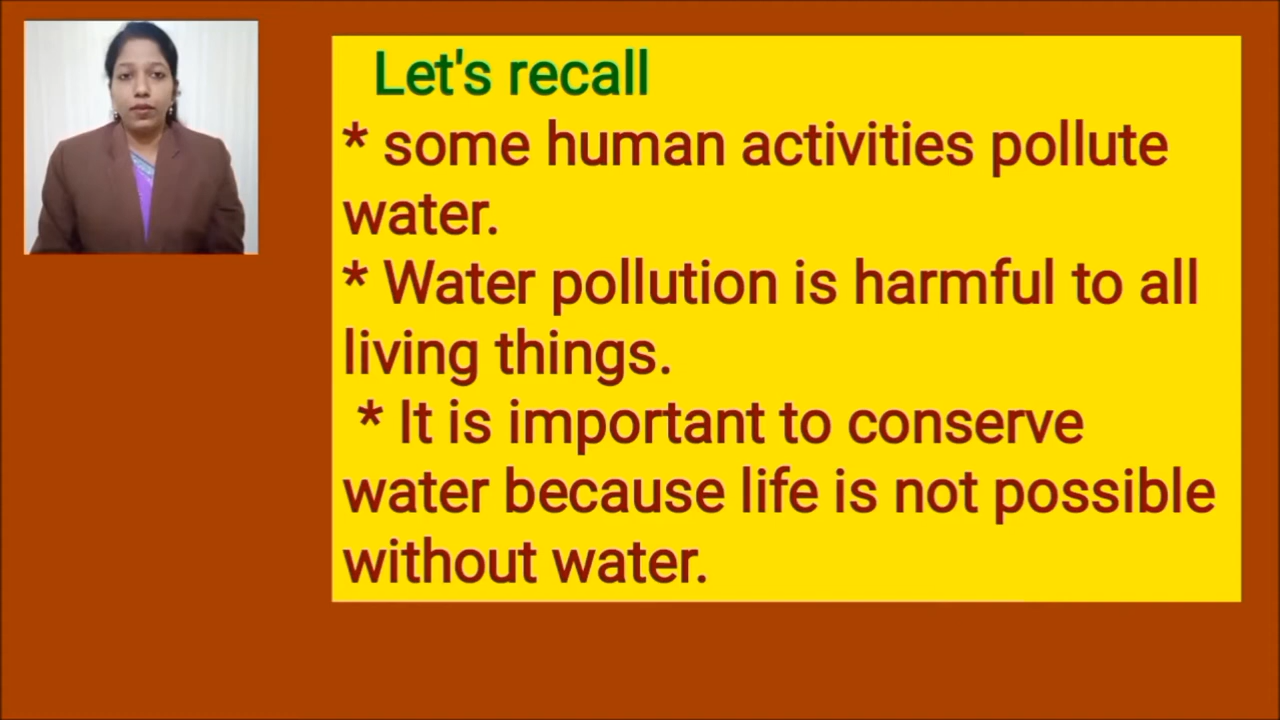 Let's recall
* some human activities pollute
water.
* Water pollution is harmful to all
living things.
* It is important to conserve
water because life is not possible
without water.